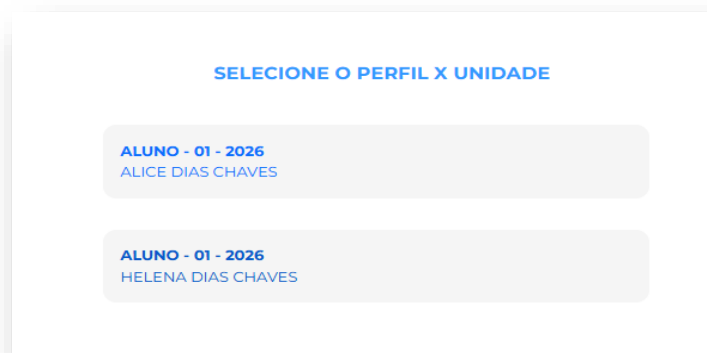 SELECIONE O PERFIL X UNIDADE
ALUNO - 01 - 2026
ALICE DIAS CHAVES
ALUNO - 01 - 2026
HELENA DIAS CHAVES